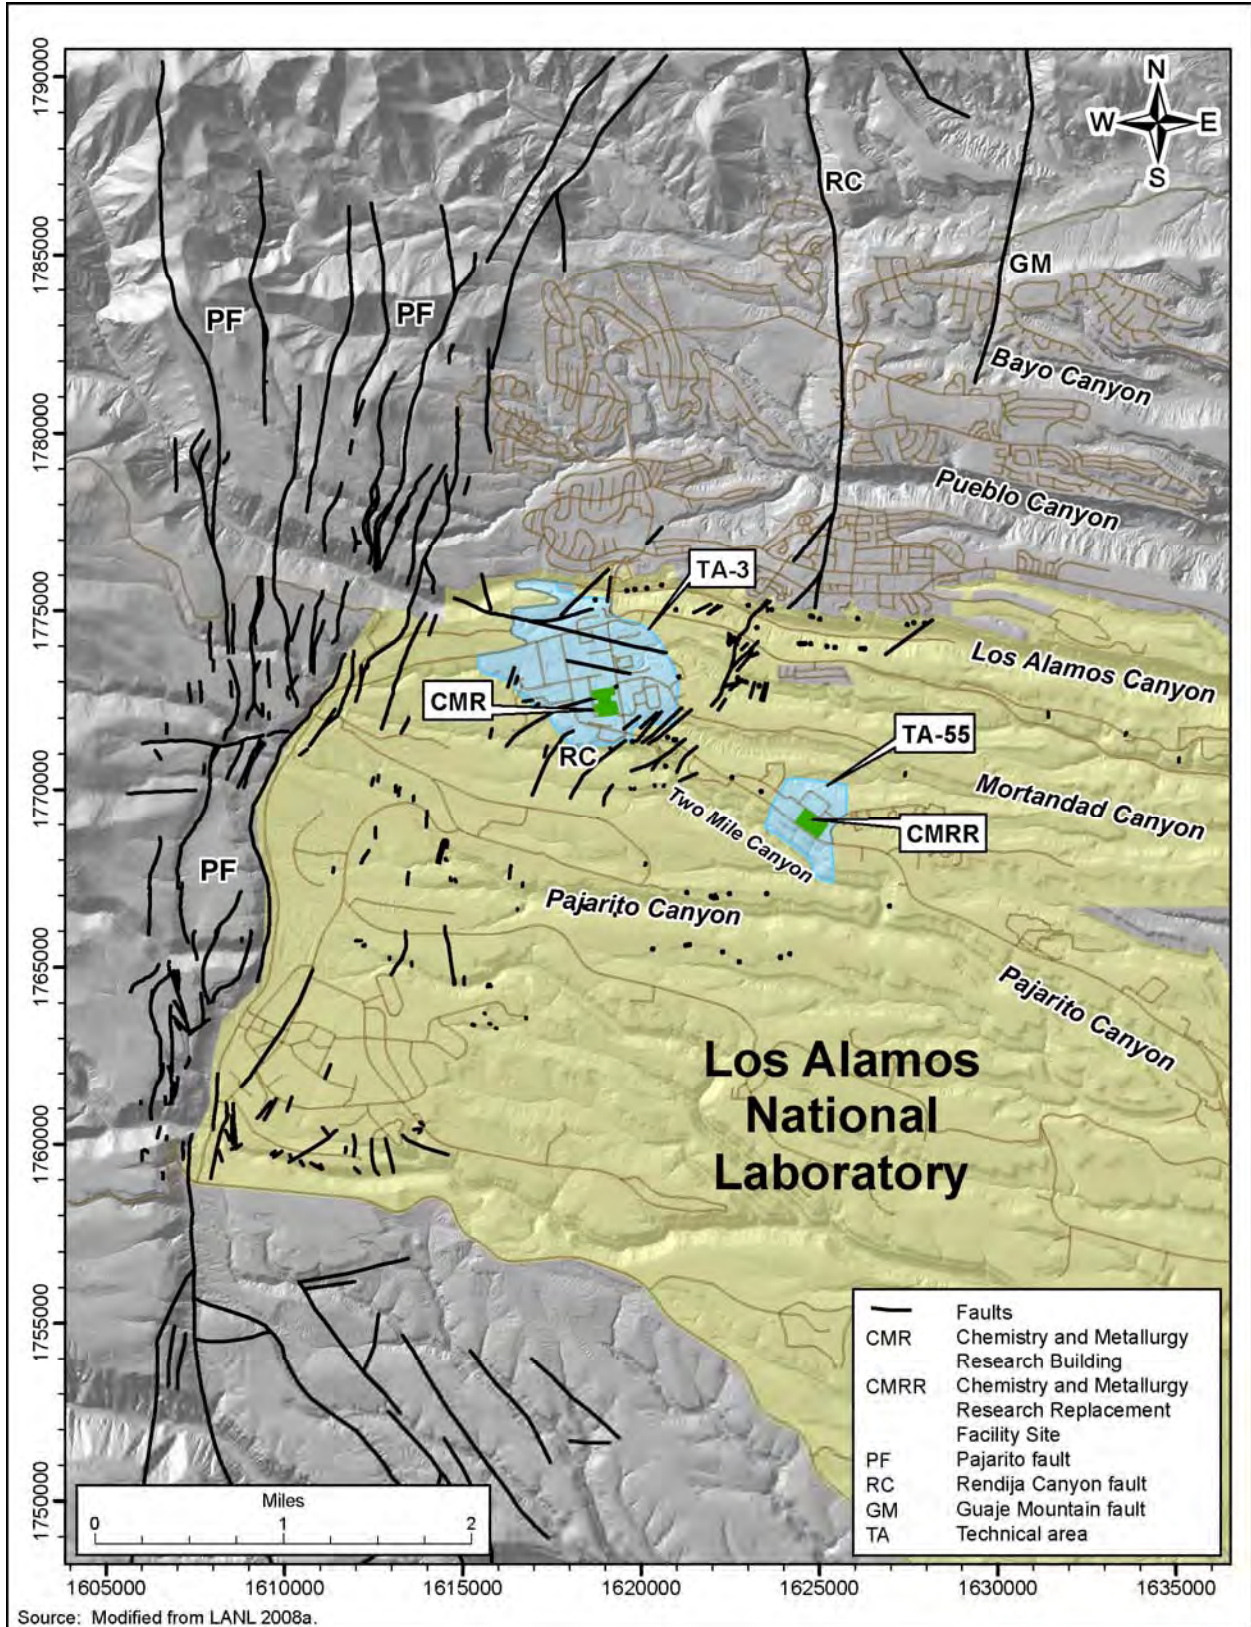 N
W E
S
RC
GM
PF
PF
Bayo Canyon
Pueblo Canyon
TA-3
Los Alamos Canyon
CMR
TA-55
RC
Mortandad Canyon
Two Mile Canyon
CMRR
PF
Pajarito Canyon
Pajarito Canyon
Los Alamos
National
Laboratory
Faults
CMR Chemistry and Metallurgy
Research Building
CMRR Chemistry and Metallurgy
Research Replacement
Facility Site
PF Pajarito fault
RC Rendija Canyon fault
GM Guaje Mountain fault
TA Technical area
Miles
0 1 2
1790000
1785000
1780000
1775000
1770000
1765000
1760000
1755000
1750000
1605000 1610000 1615000 1620000 1625000 1630000 1635000
Source: Modified from LANL 2008a.